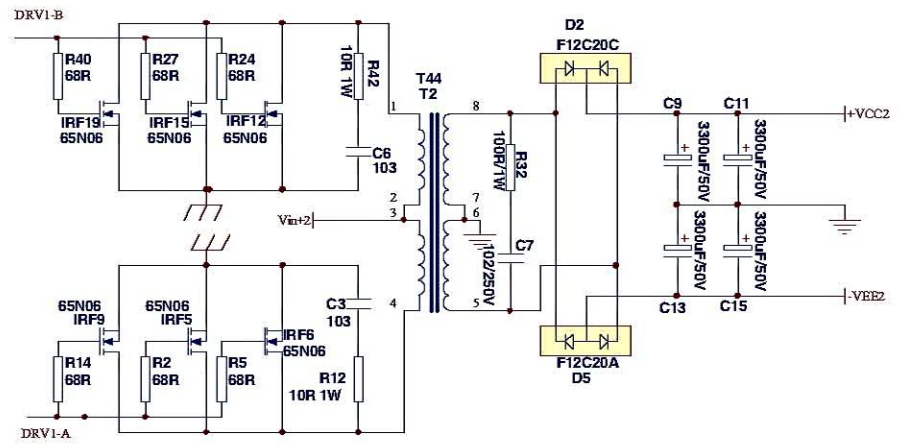 DRV1-B
D2
F12C20C
R40
68R
R27
68R
R24
68R
R42
10R 1W
T44
T2
1
8
C9
C11
+VCC2
IRF19
65N06
IRF15
65N06
IRF12
65N06
C6
103
R32
100R/1W
3300uF/50V
+
3300uF/50V
+
2
7
3
6
Vin+2
C7
102/250V
3300uF/50V
+
3300uF/50V
+
65N06
IRF9
65N06
IRF5
IRF6
65N06
C3
103
4
5
C13
C15
-VEE2
R14
68R
R2
68R
R5
68R
R12
10R 1W
F12C20A
D5
DRV1-A